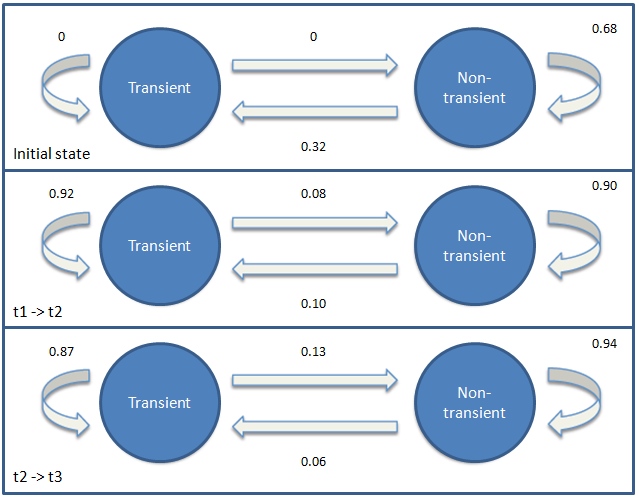 0
0
0.68
Transient
Non-
transient
0.32
Initial state
0.92
0.08
0.90
Transient
Non-
transient
0.10
t1 -> t2
0.87
0.13
0.94
Transient
Non-
transient
0.06
t2 -> t3